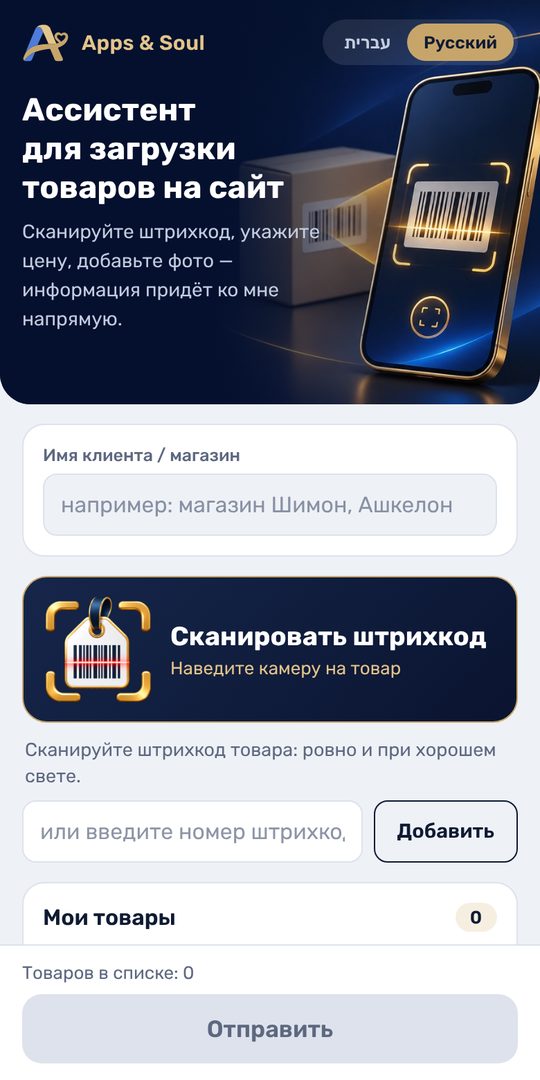 Apps & Soul
עברית
Русский
Ассистент
для загрузки
товаров на сайт
Сканируйте штрихкод, укажите
цену, добавьте фото —
информация придёт ко мне
напрямую.
Имя клиента / магазин
например: магазин Шимон, Ашкелон
Сканировать штрихкод
Наведите камеру на товар
Сканируйте штрихкод товара: ровно и при хорошем
свете.
или введите номер штрихко
Добавить
Мои товары
0
Товаров в списке: 0
Отправить